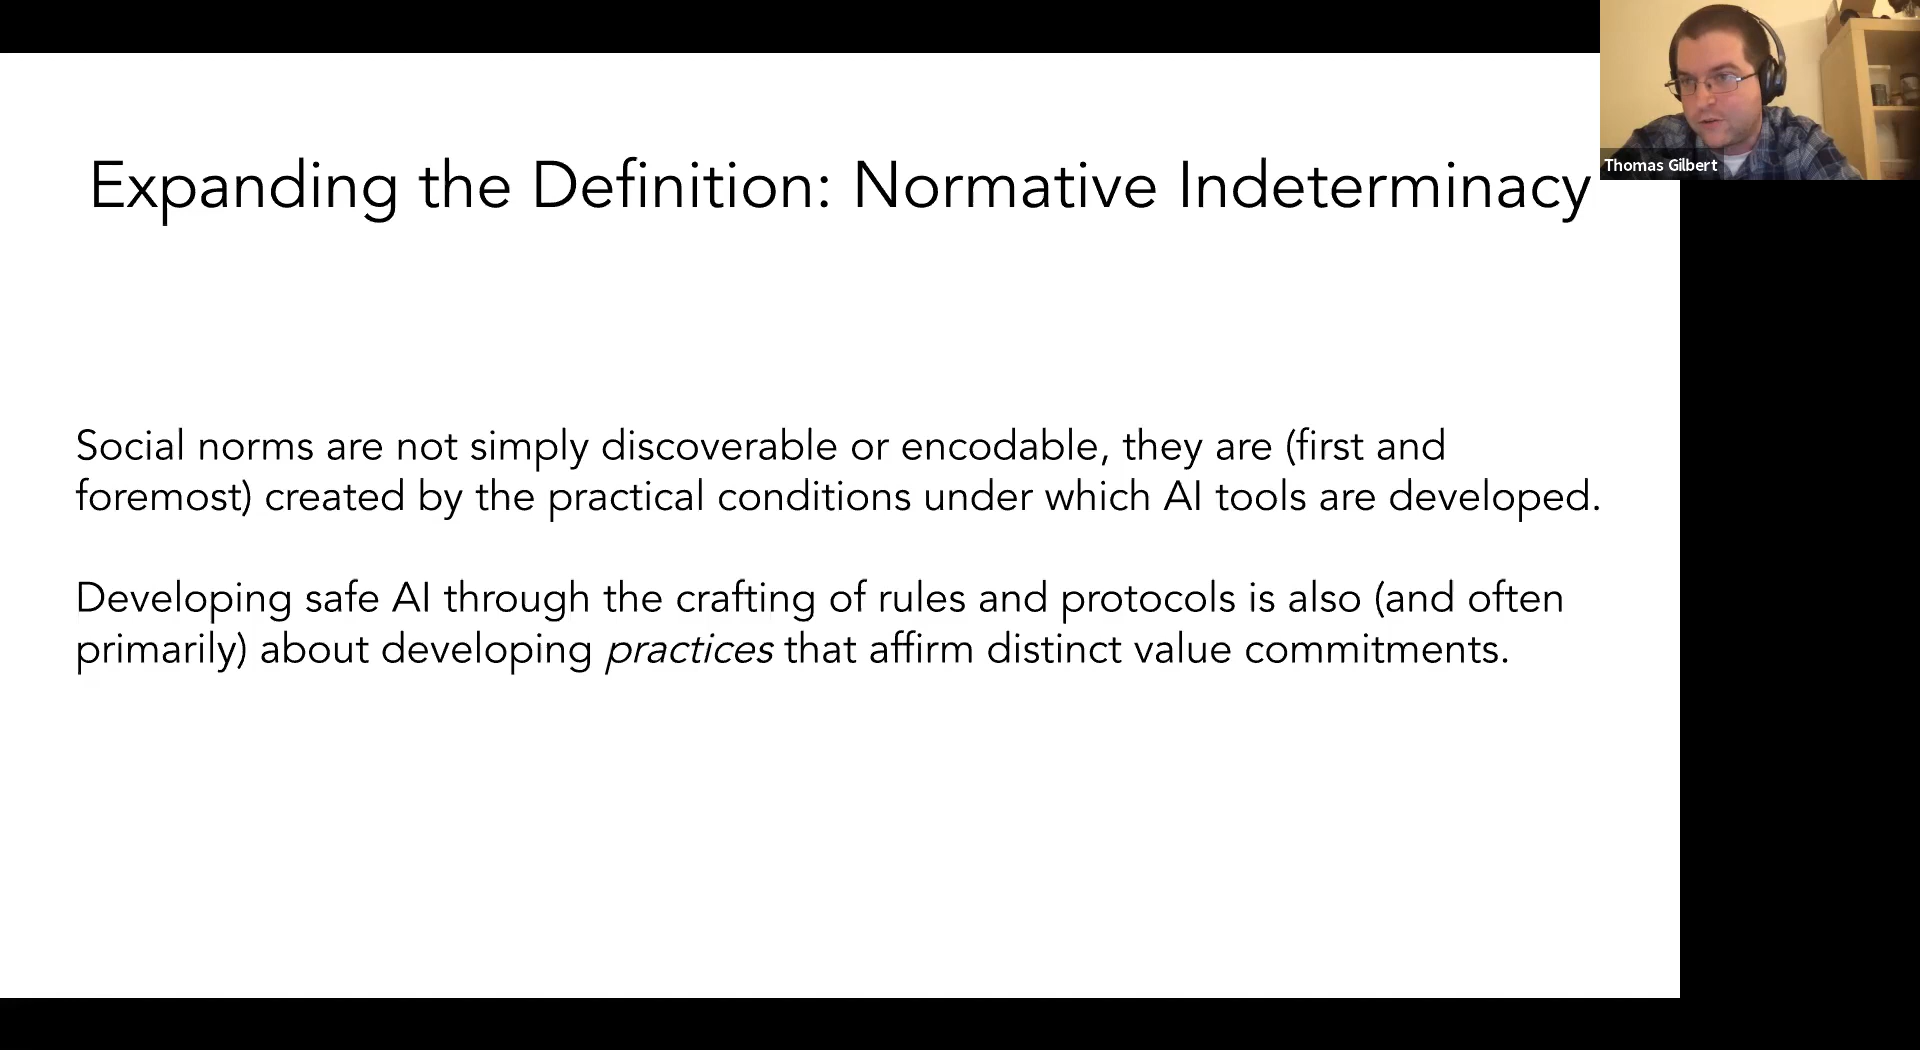 Expanding the Definition: Normative Indeterminacy
Thomas Gilbert
Social norms are not simply discoverable or encodable, they are (first and
foremost) created by the practical conditions under which AI tools are developed.
Developing safe AI through the crafting of rules and protocols is also (and often
primarily) about developing practices that affirm distinct value commitments.